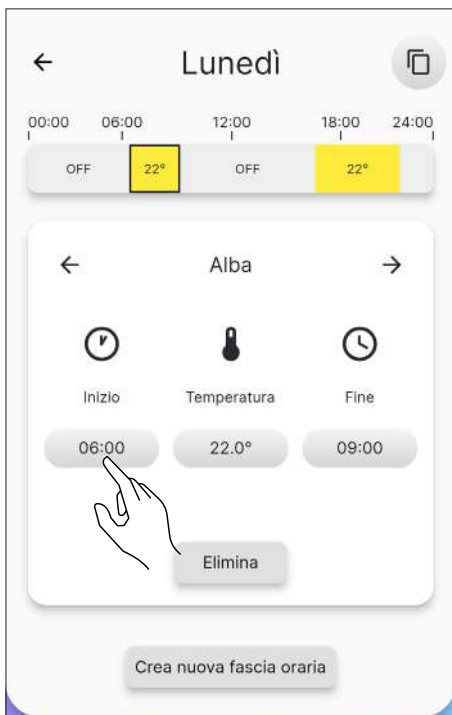 Lunedì
00:00 06:00 12:00 18:00 24:00
OFF 22° OFF 22°
Alba
Inizio Temperatura Fine
06:00 22.0° 09:00
Elimina
Crea nuova fascia oraria